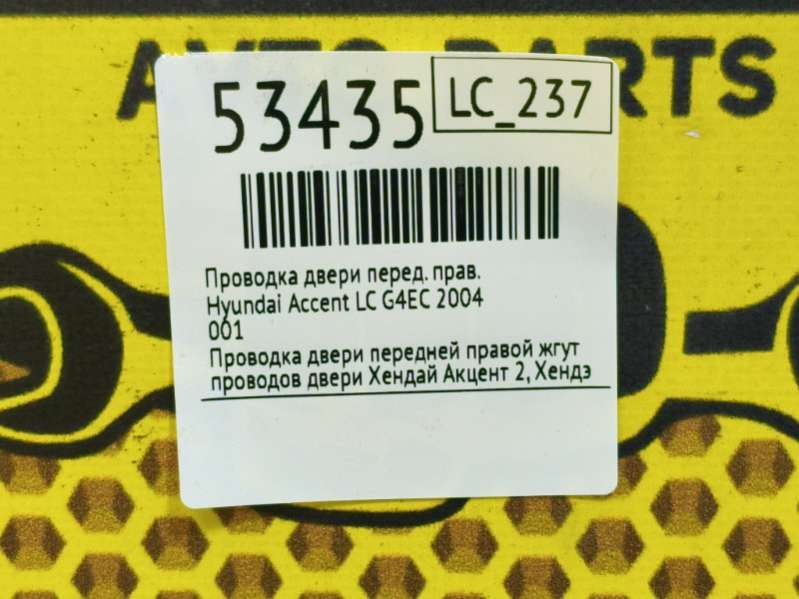 PARTS
53435
LC_237
Проводка двери перед. прав.
Hyundai Accent LC G4EC 2004
001
Проводка двери передней правой жгут
проводов двери Хендай Акцент 2, Хендэ